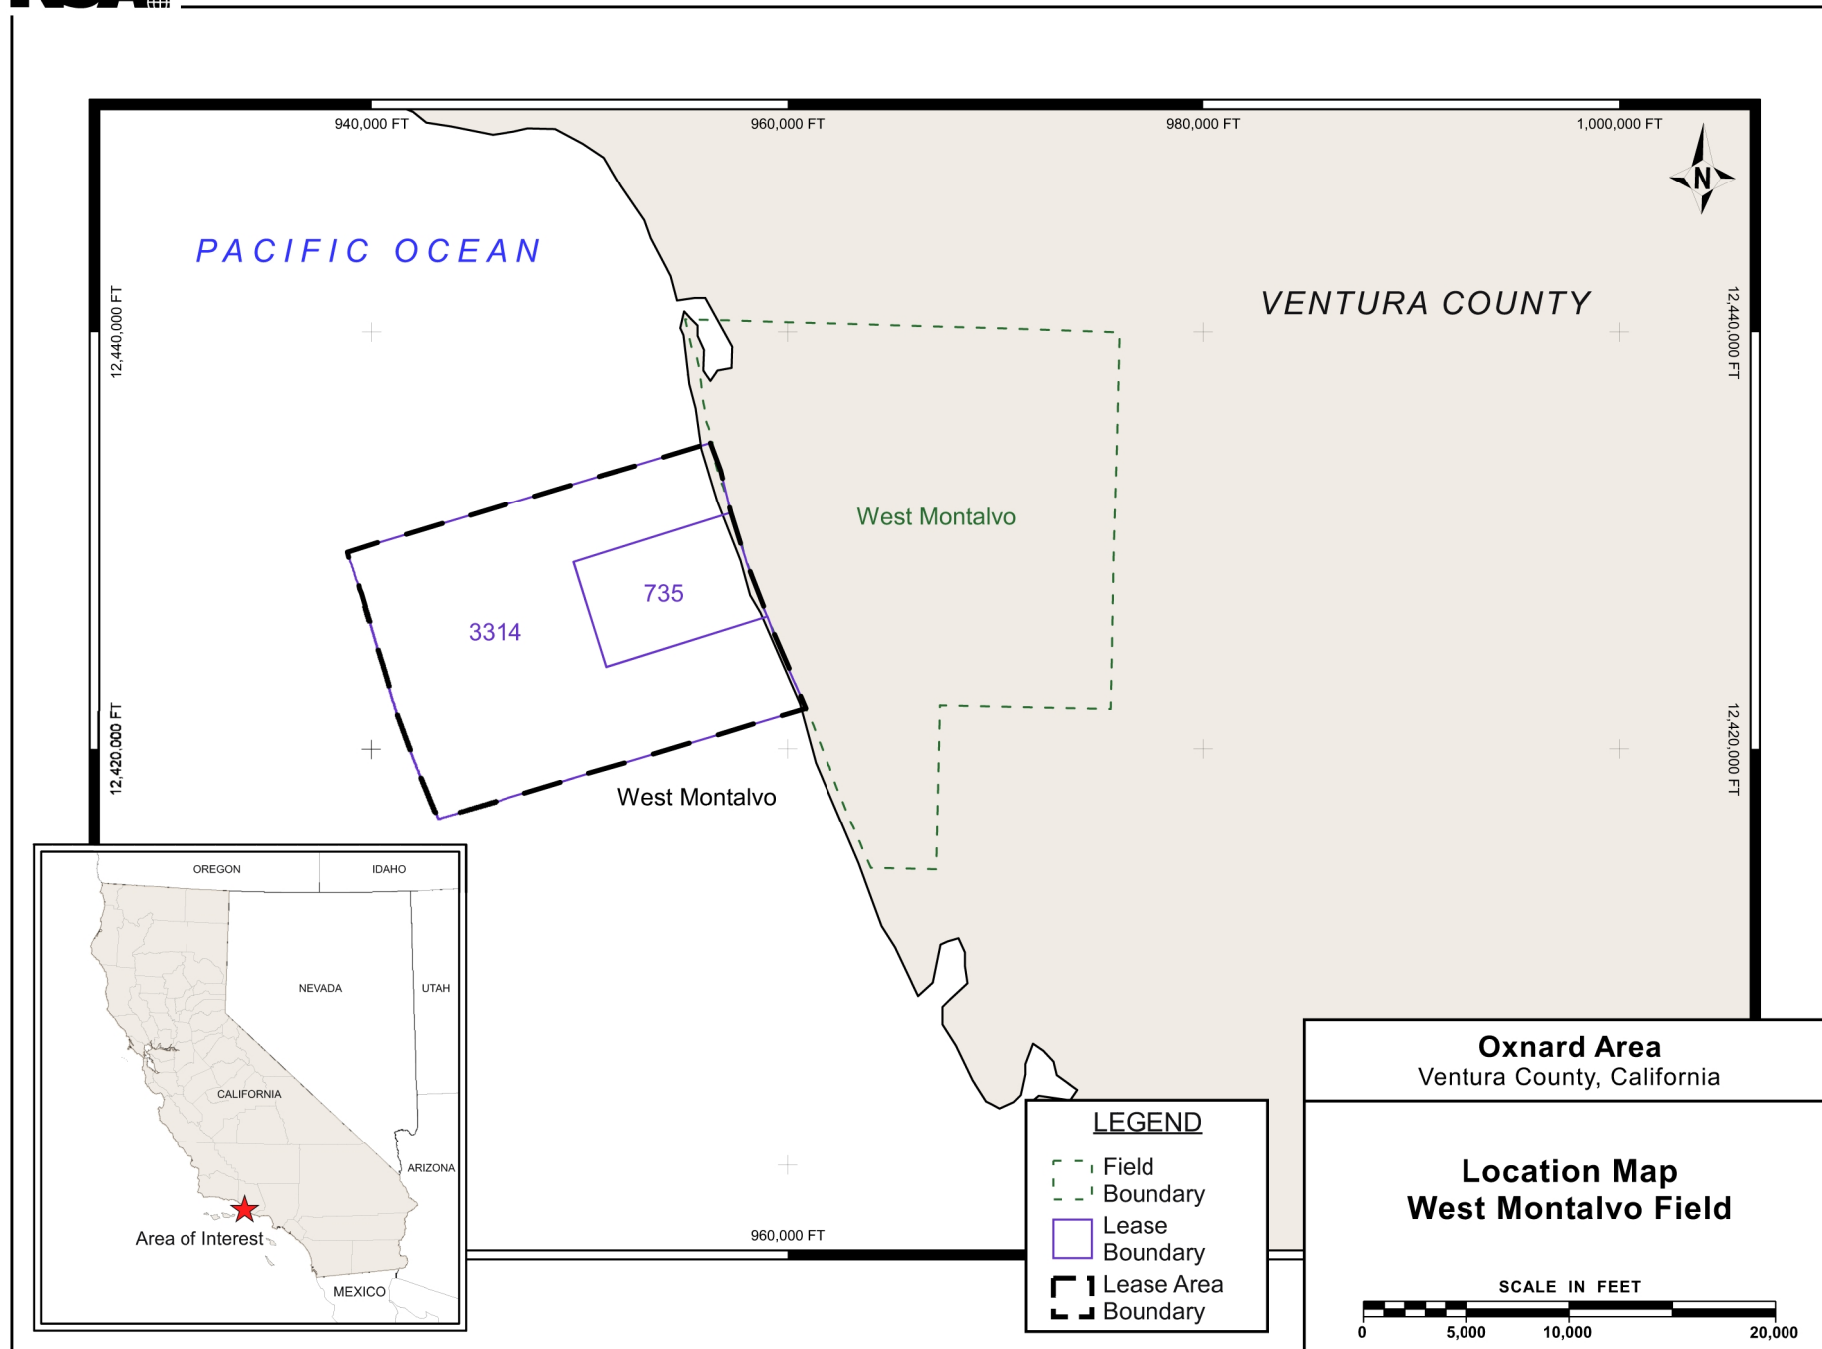 940,000 FT
960,000 FT
980,000 FT
1,000,000 FT
N
PACIFIC OCEAN
VENTURA COUNTY
12,440,000 FT
12,440,000 FT
West Montalvo
735
3314
12,420,000 FT
12,420,000 FT
West Montalvo
OREGON
IDAHO
NEVADA
UTAH
CALIFORNIA
ARIZONA
Area of Interest
MEXICO
960,000 FT
LEGEND
Field
Boundary
Lease
Boundary
Lease Area
Boundary
Oxnard Area
Ventura County, California
Location Map
West Montalvo Field
SCALE IN FEET
0
5,000
10,000
20,000